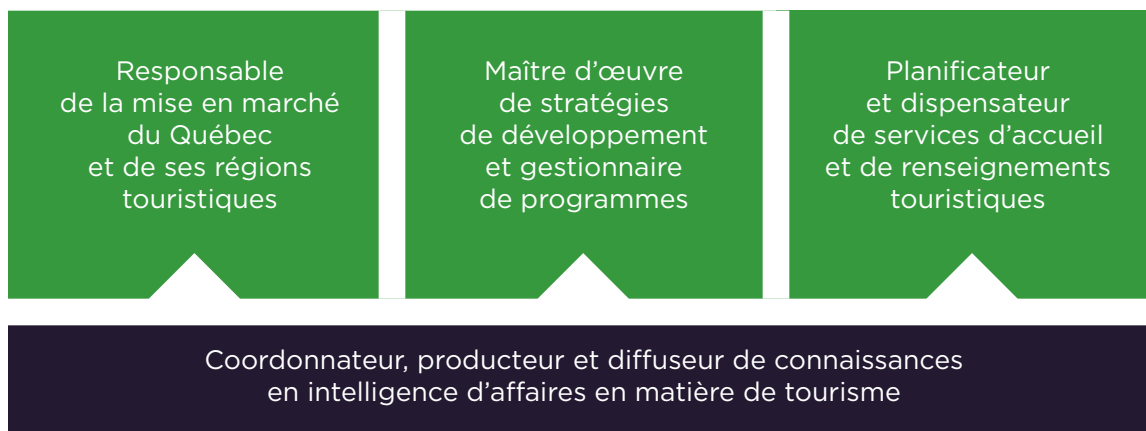 Responsable
de la mise en marché
du Québec
et de ses régions
touristiques
Maître d’œuvre
de stratégies
de développement
et gestionnaire
de programmes
Planificateur
et dispensateur
de services d’accueil
et de renseignements
touristiques
Coordonnateur, producteur et diffuseur de connaissances
en intelligence d’affaires en matière de tourisme